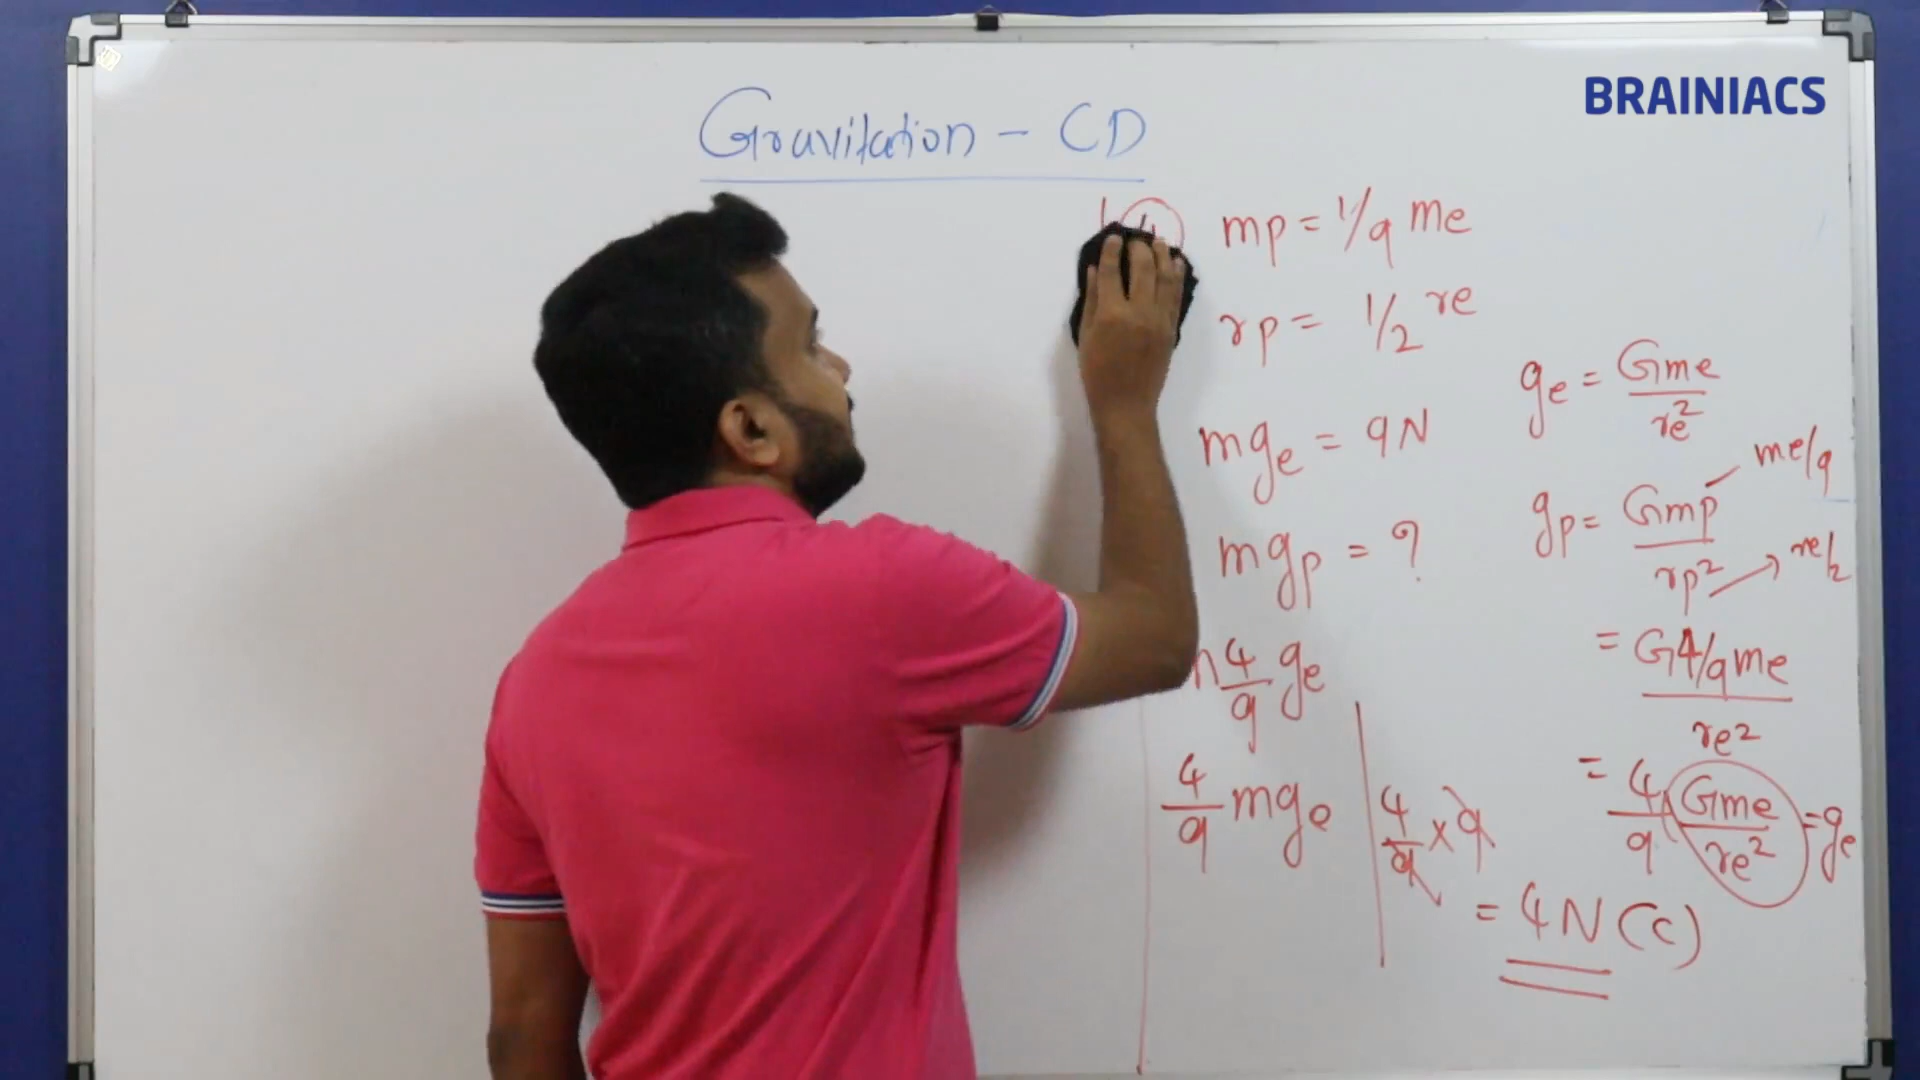 BRAINIACS
Gravitation - CD
4
mp = 1/9 me
rp = 1/2 re
mge = 9N
mgp = ?
4/9 ge
4/9 mge
4/9 x 9
= 4N (C)
ge = Gme/re²
gp = Gmp/rp²
me/9
re/2
= G4/9me/re²
= 4/9 Gme/re² = ge